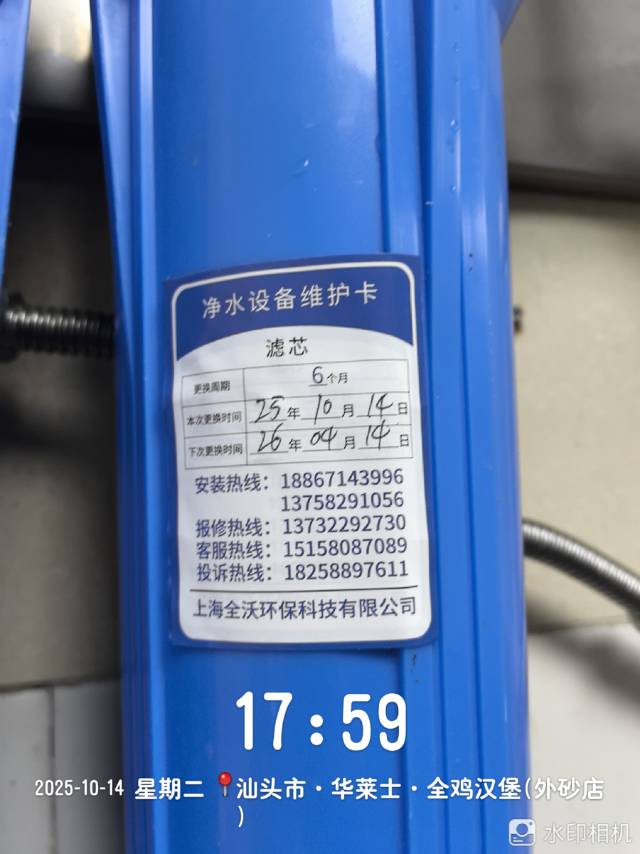 净水设备维护卡
滤芯
更换周期 6个月
本次更换时间 25年10月14日
下次更换时间 26年04月14日
安装热线：18867143996
13758291056
报修热线：13732292730
客服热线：15158087089
投诉热线：18258897611
上海全沃环保科技有限公司
17:59
2025-10-14 星期二 汕头市·华莱士·全鸡汉堡(外砂店
)
水印相机